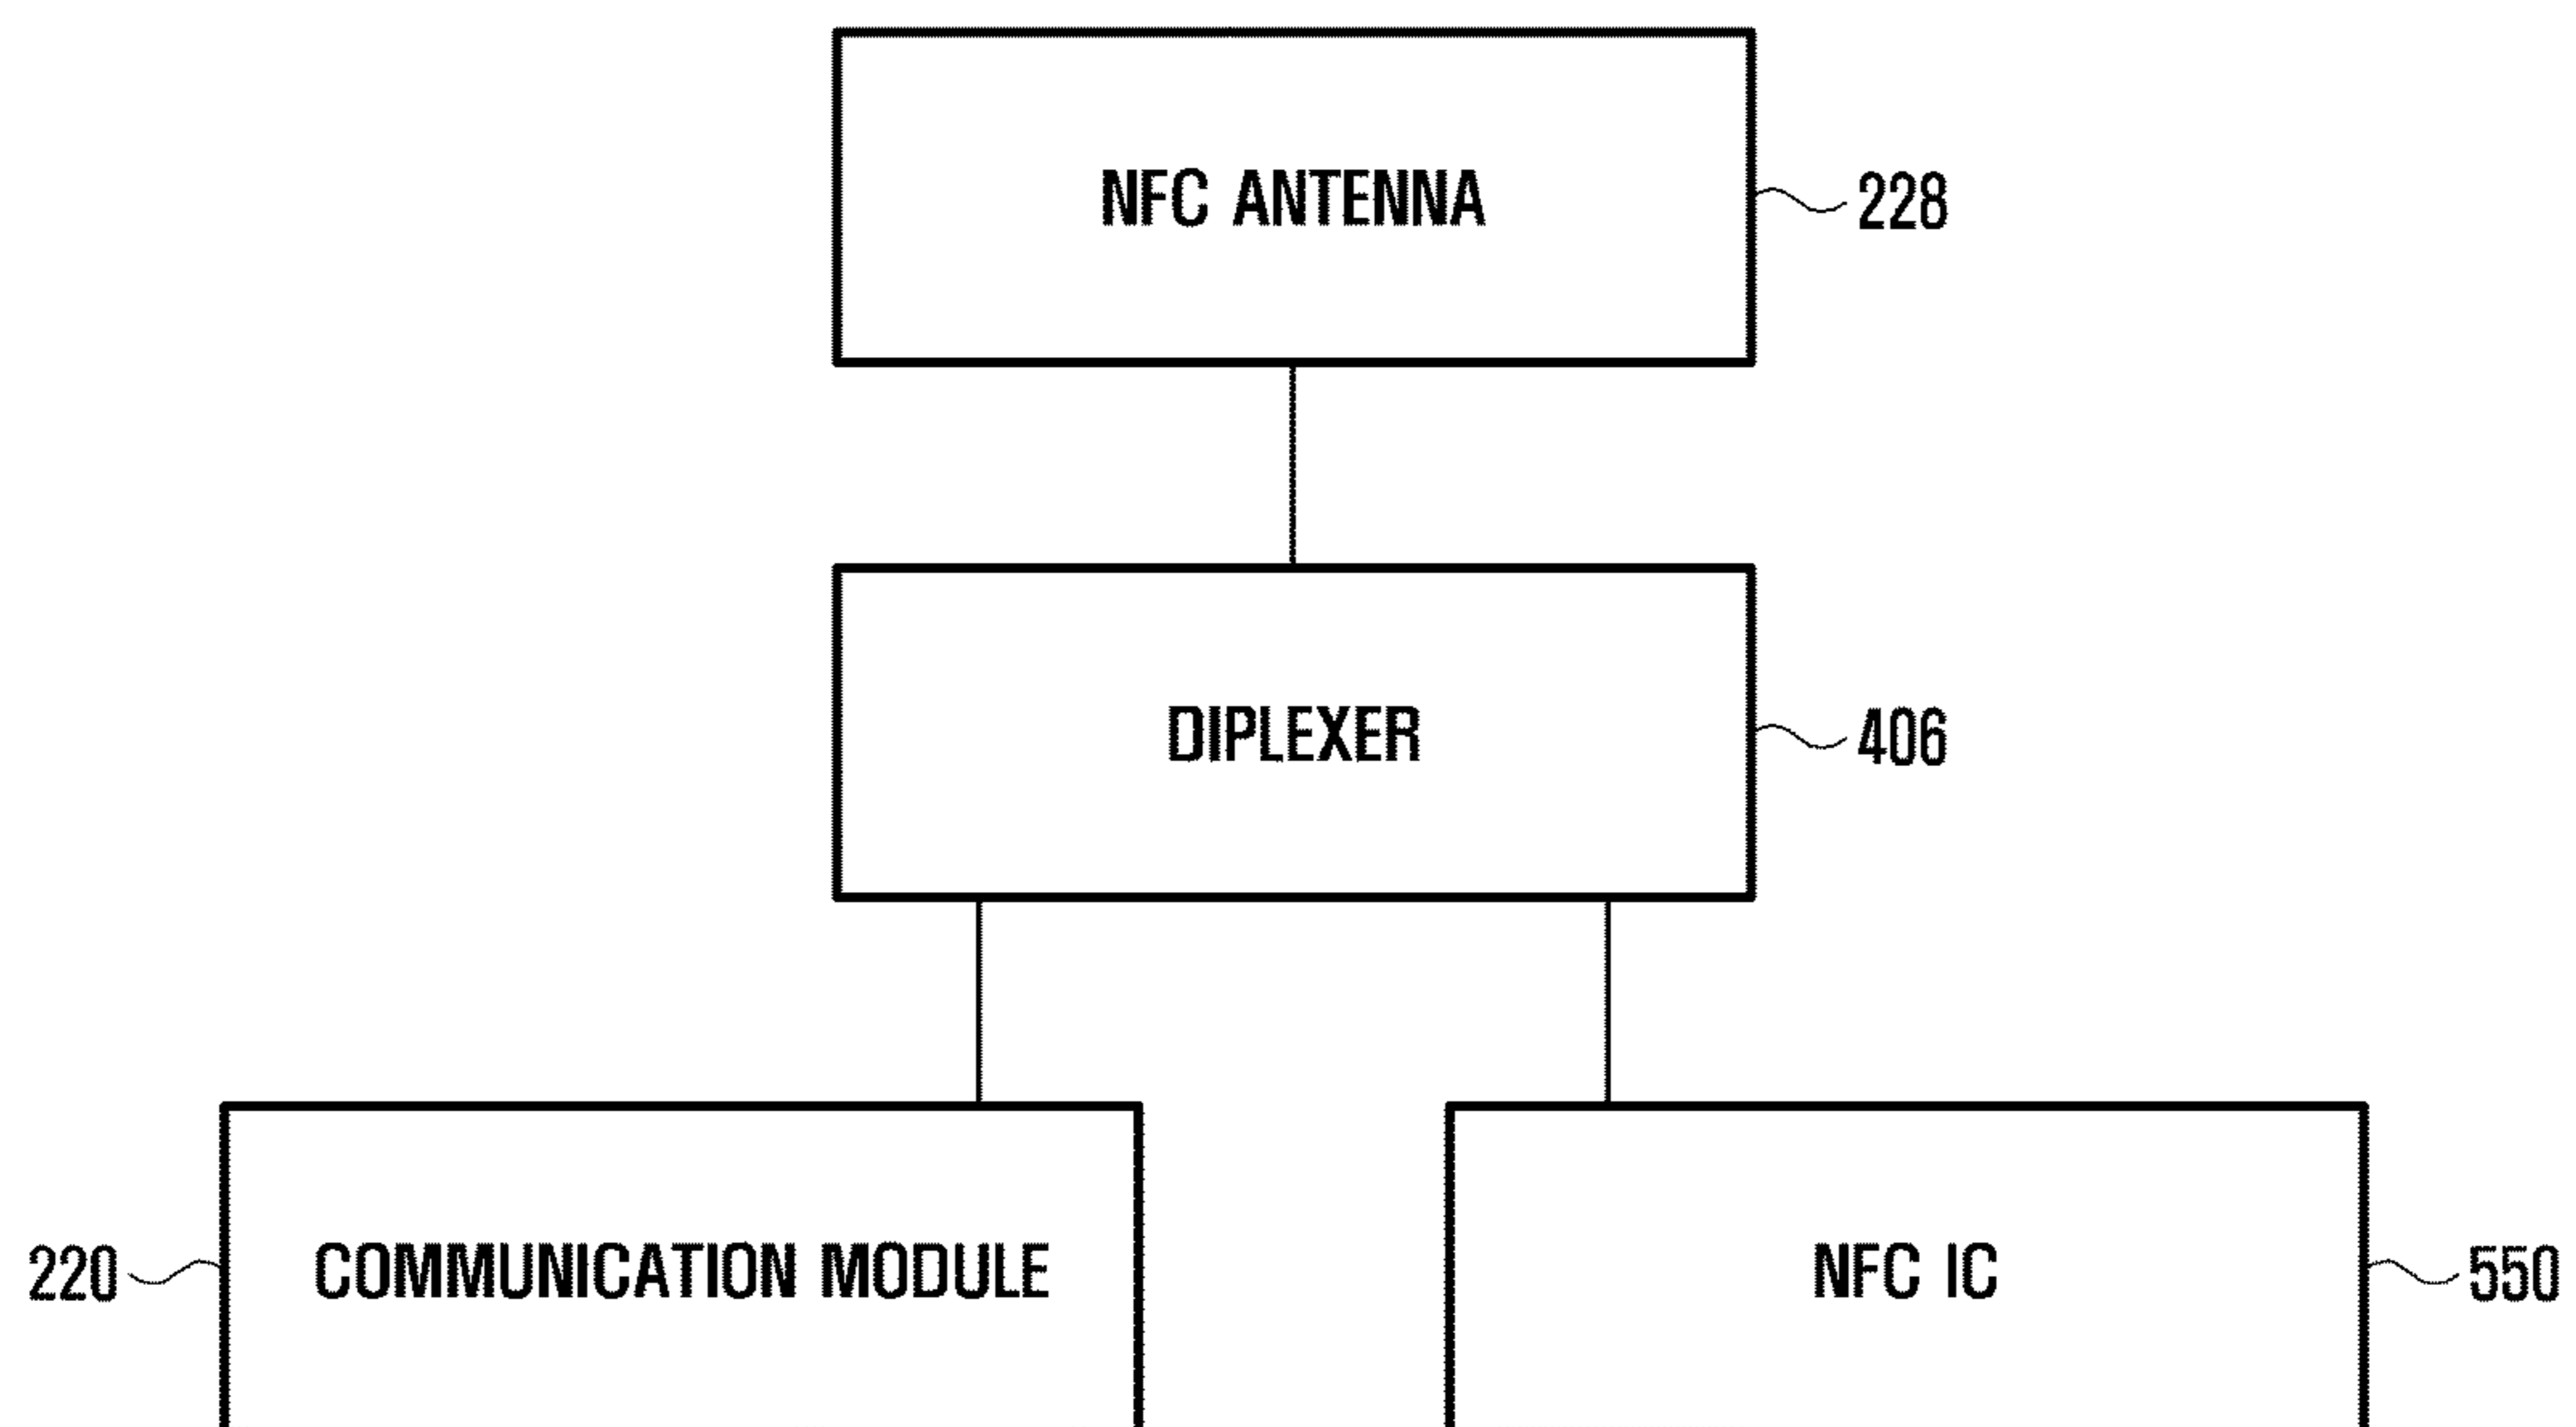 NFC ANTENNA
228
DIPLEXER
406
220
COMMUNICATION MODULE
NFC IC
550